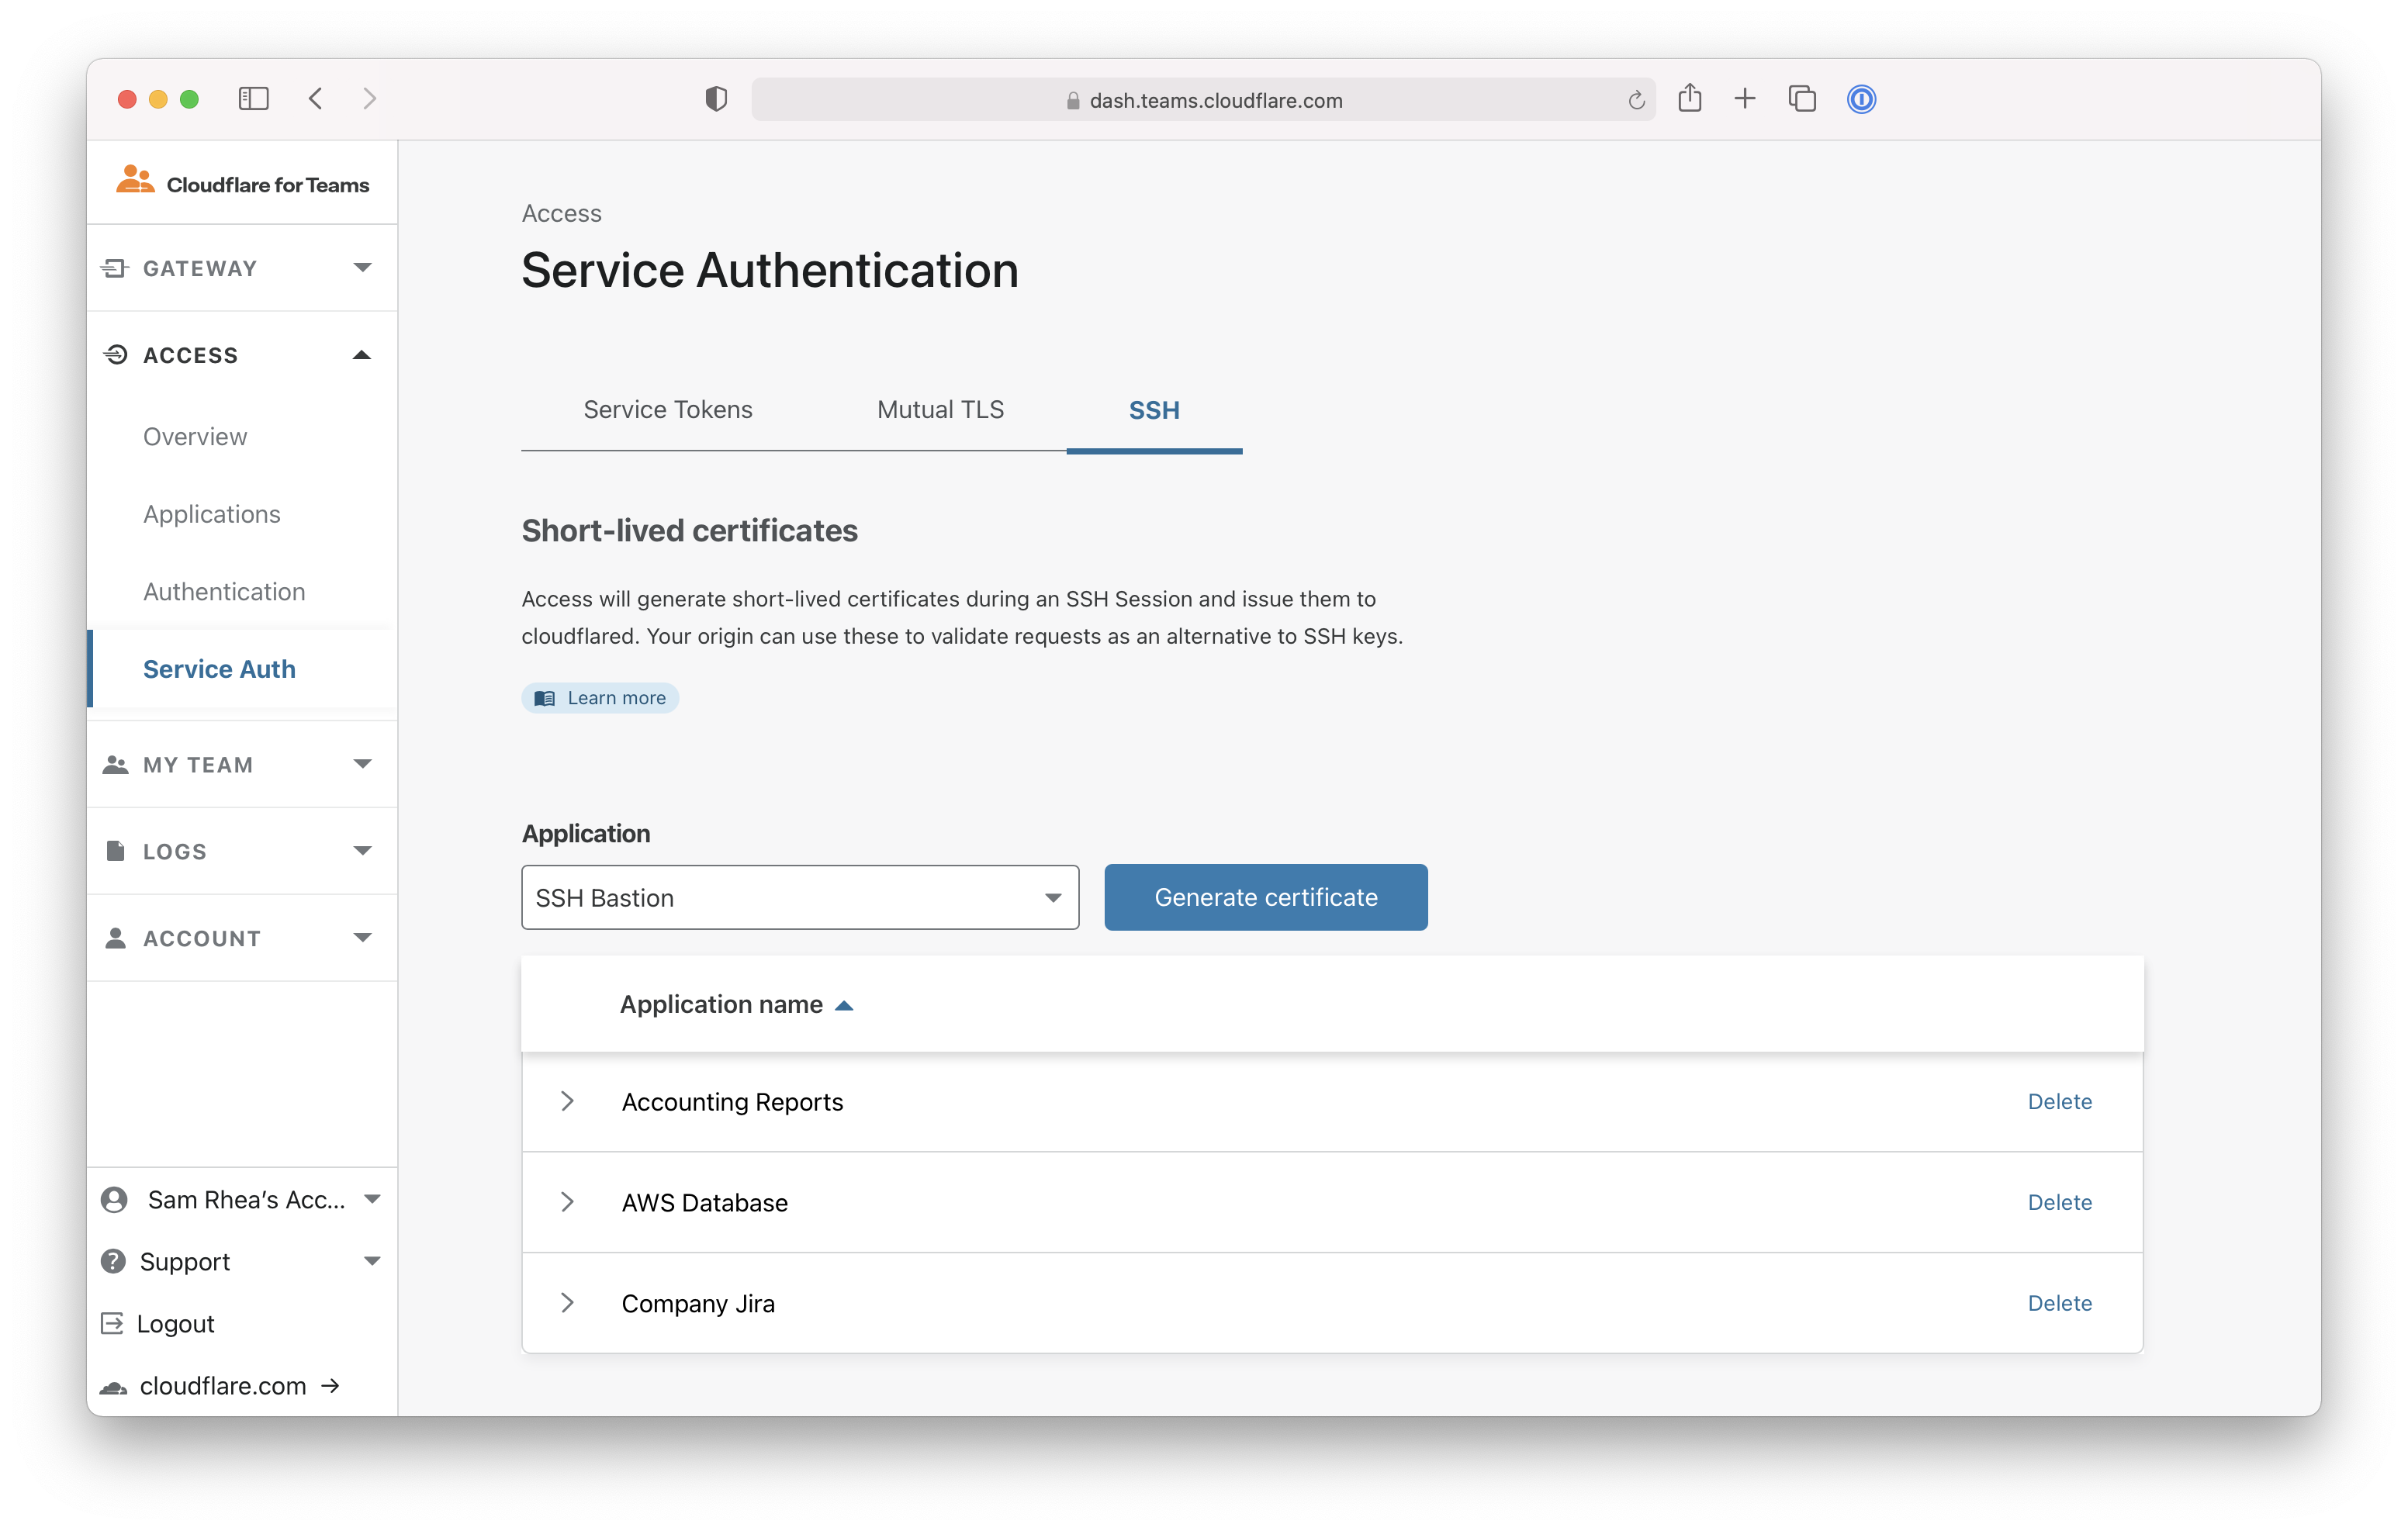 dash.teams.cloudflare.com
Cloudflare for Teams
GATEWAY
ACCESS
Overview
Applications
Authentication
Service Auth
MY TEAM
LOGS
ACCOUNT
Sam Rhea’s Acc...
Support
Logout
cloudflare.com →
Access
Service Authentication
Service Tokens
Mutual TLS
SSH
Short-lived certificates
Access will generate short-lived certificates during an SSH Session and issue them to
cloudflared. Your origin can use these to validate requests as an alternative to SSH keys.
Learn more
Application
SSH Bastion
Generate certificate
Application name
Accounting Reports
Delete
AWS Database
Delete
Company Jira
Delete